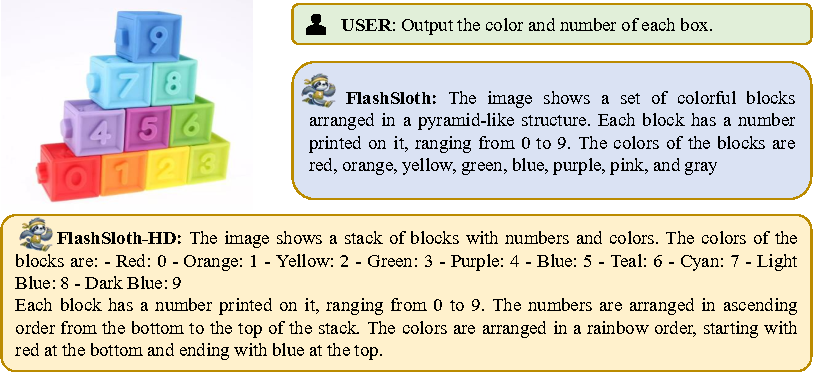 9
7 8
4 5 6
0 1 2 3
USER: Output the color and number of each box.
FlashSloth: The image shows a set of colorful blocks
arranged in a pyramid-like structure. Each block has a number
printed on it, ranging from 0 to 9. The colors of the blocks are
red, orange, yellow, green, blue, purple, pink, and gray
FlashSloth-HD: The image shows a stack of blocks with numbers and colors. The colors of the
blocks are: - Red: 0 - Orange: 1 - Yellow: 2 - Green: 3 - Purple: 4 - Blue: 5 - Teal: 6 - Cyan: 7 - Light
Blue: 8 - Dark Blue: 9
Each block has a number printed on it, ranging from 0 to 9. The numbers are arranged in ascending
order from the bottom to the top of the stack. The colors are arranged in a rainbow order, starting with
red at the bottom and ending with blue at the top.